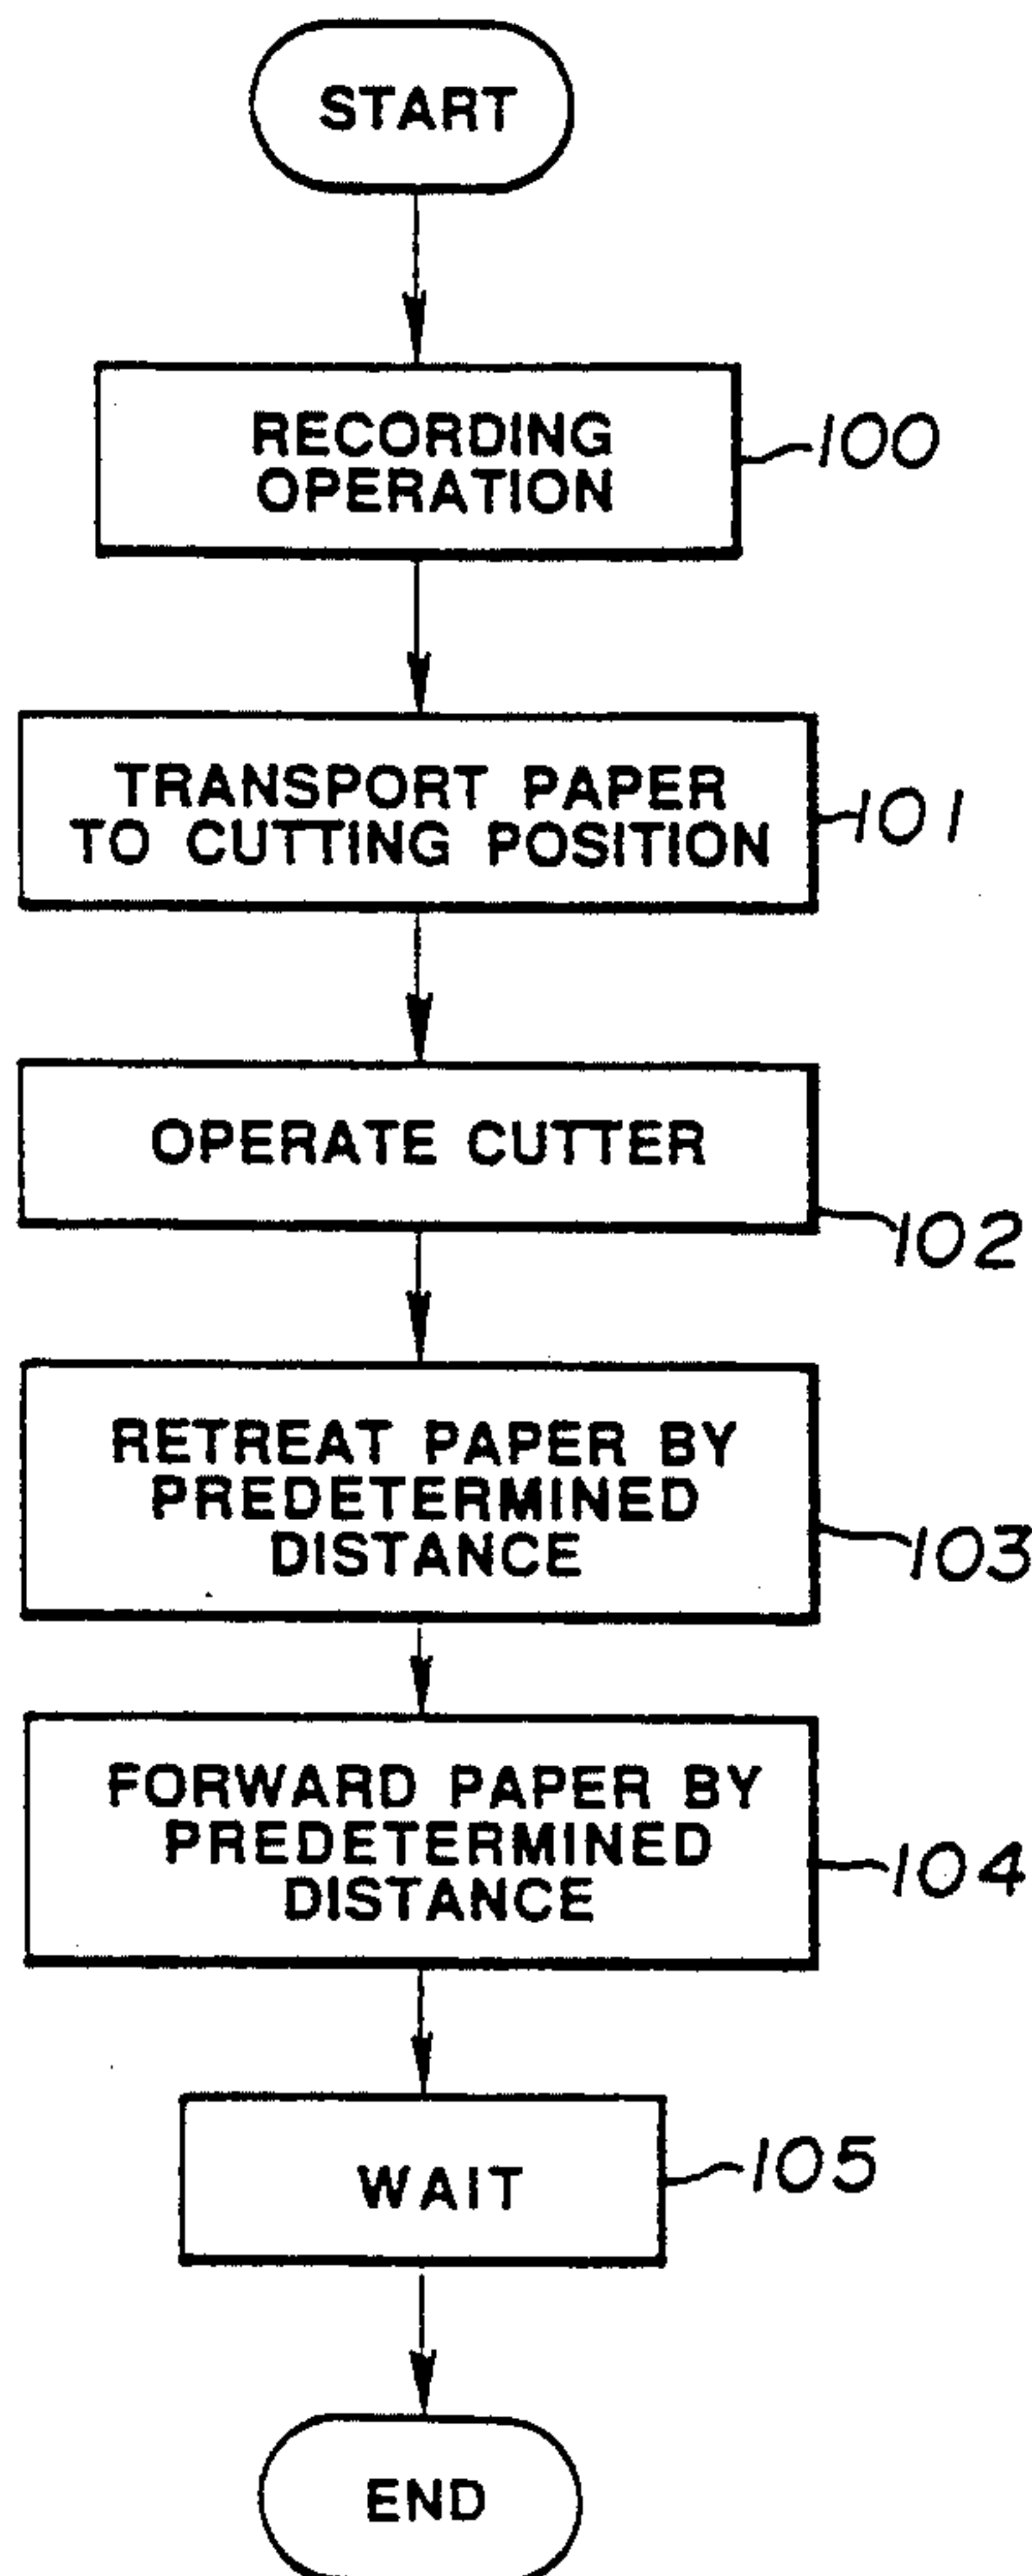 START
RECORDING
OPERATION
100
TRANSPORT PAPER
TO CUTTING POSITION
101
OPERATE CUTTER
102
RETREAT PAPER BY
PREDETERMINED
DISTANCE
103
FORWARD PAPER BY
PREDETERMINED
DISTANCE
104
WAIT
105
END